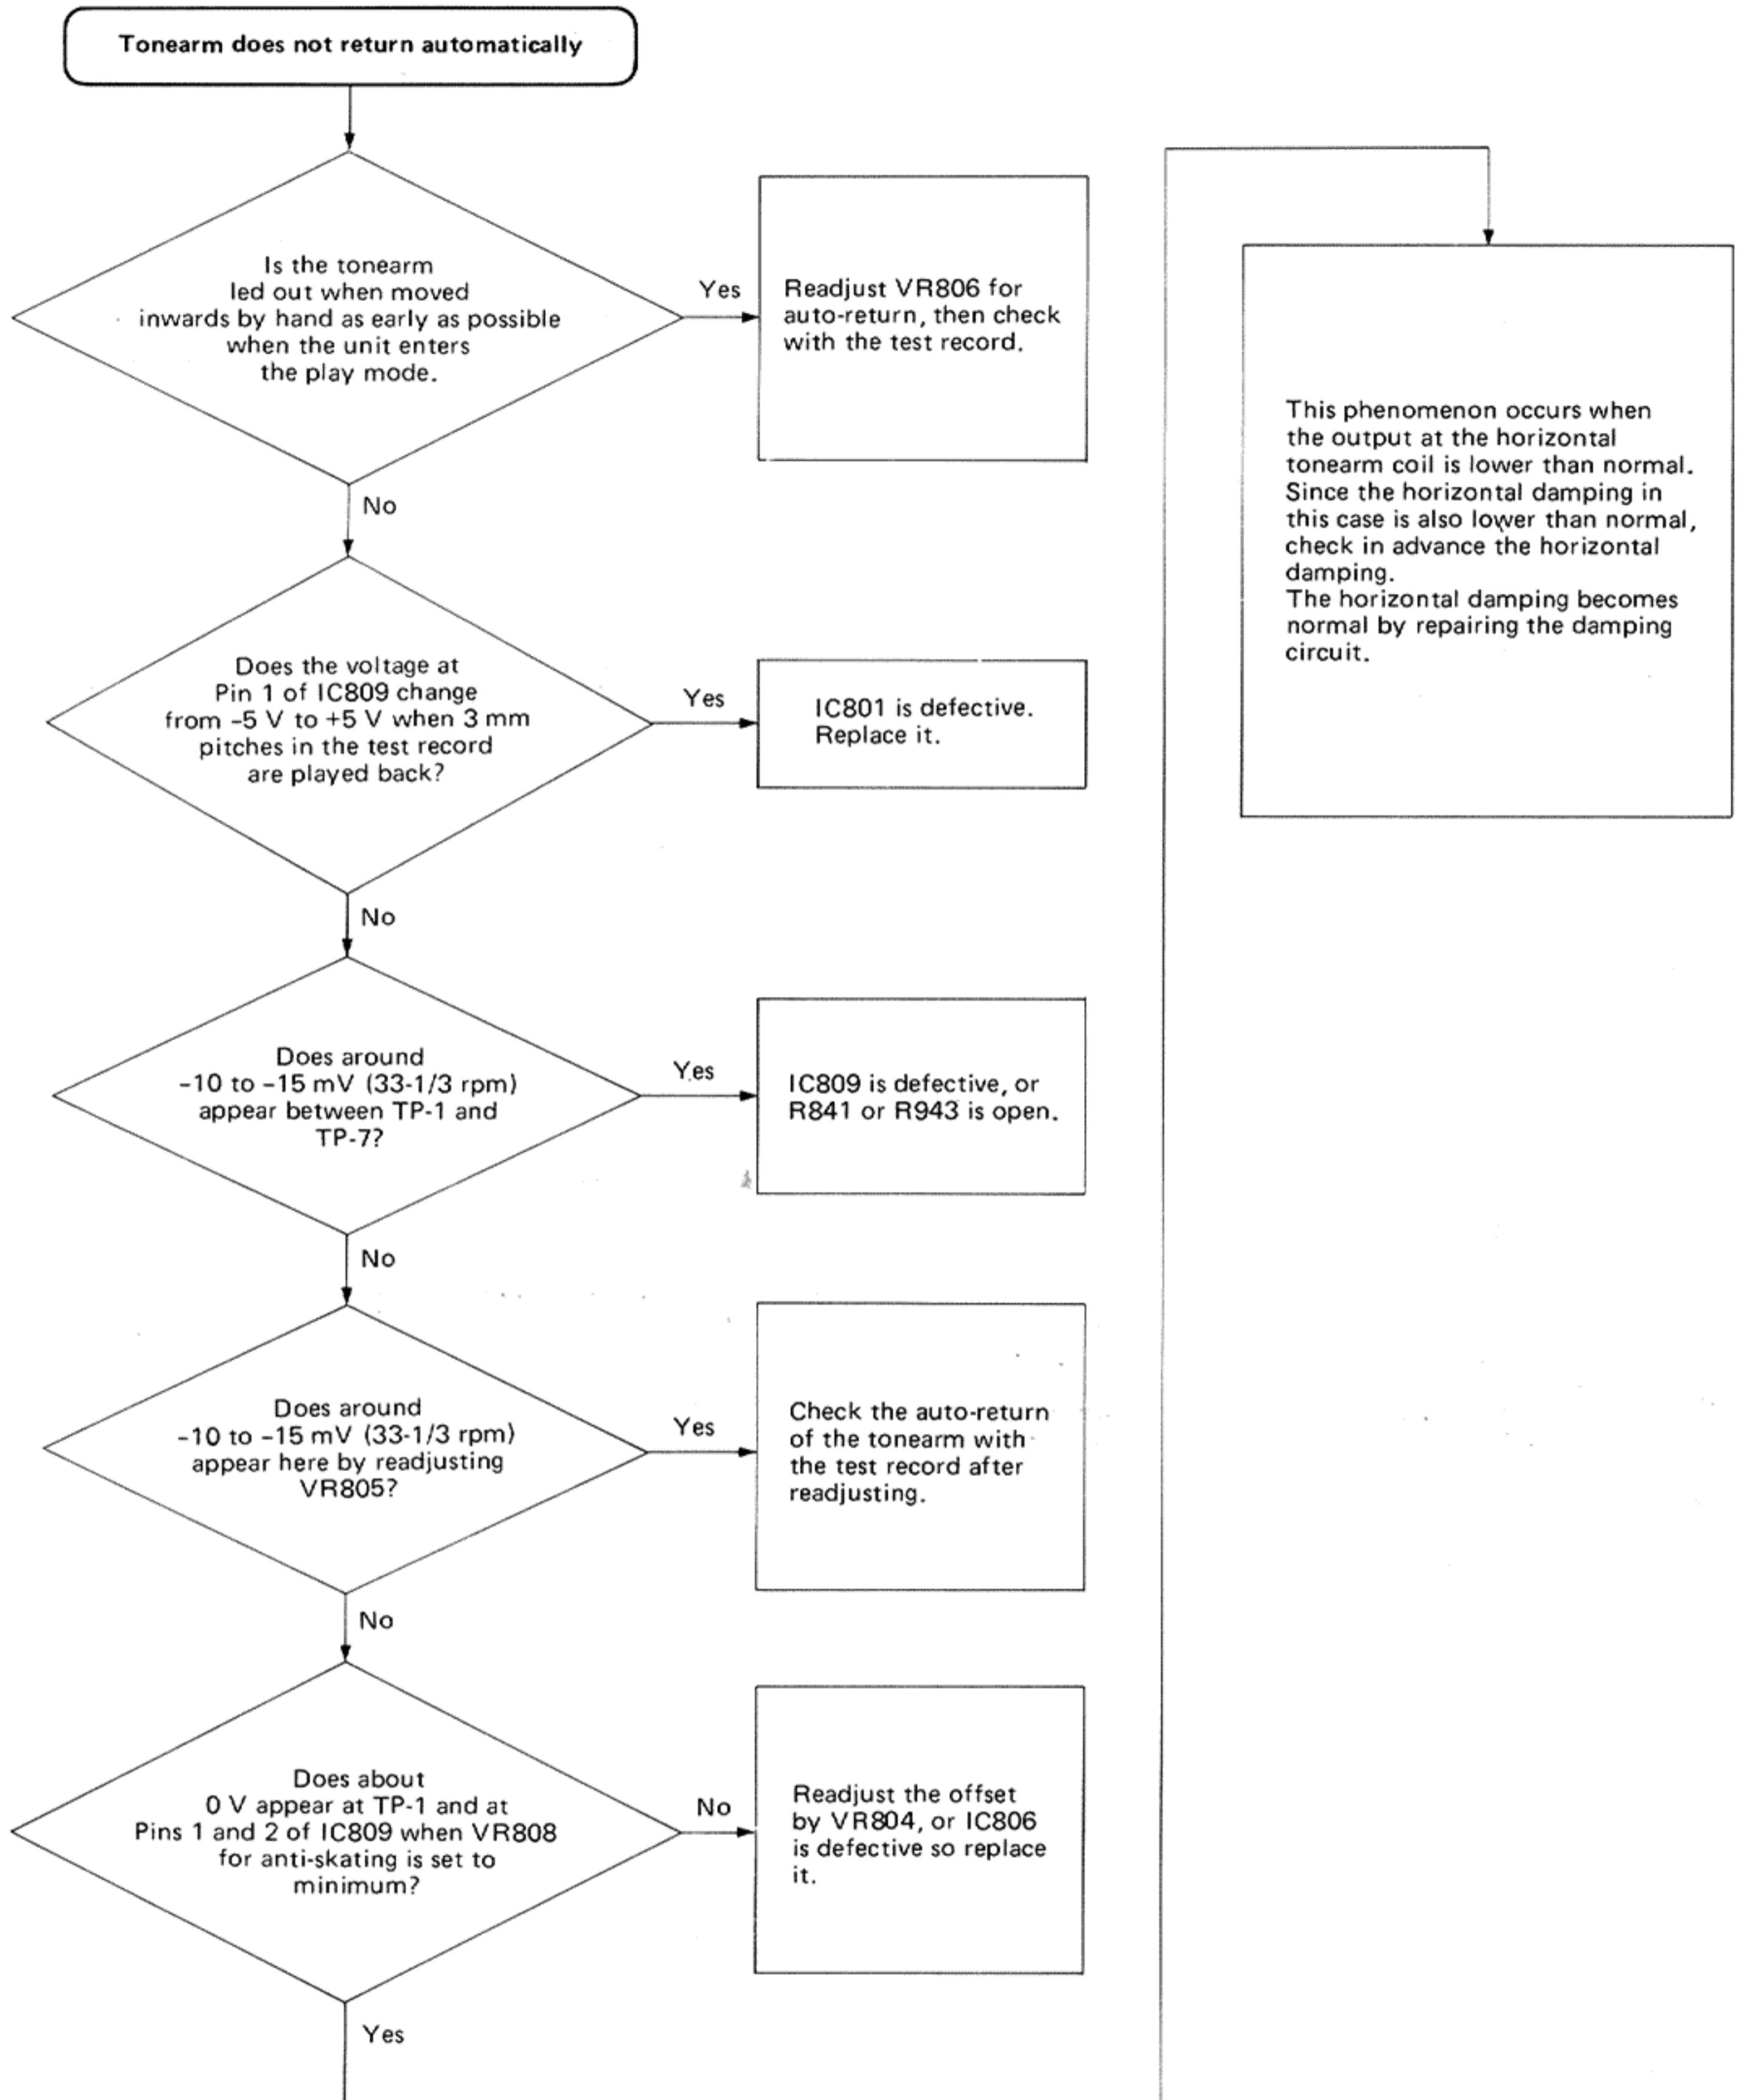 Tonearm does not return automatically
Is the tonearm
led out when moved
inwards by hand as early as possible
when the unit enters
the play mode.
Yes
Readjust VR806 for
auto-return, then check
with the test record.
No
Does the voltage at
Pin 1 of IC809 change
from -5 V to +5 V when 3 mm
pitches in the test record
are played back?
Yes
IC801 is defective.
Replace it.
No
Does around
-10 to -15 mV (33-1/3 rpm)
appear between TP-1 and
TP-7?
Yes
IC809 is defective, or
R841 or R943 is open.
No
Does around
-10 to -15 mV (33-1/3 rpm)
appear here by readjusting
VR805?
Yes
Check the auto-return
of the tonearm with
the test record after
readjusting.
No
Does about
0 V appear at TP-1 and at
Pins 1 and 2 of IC809 when VR808
for anti-skating is set to
minimum?
No
Readjust the offset
by VR804, or IC806
is defective so replace
it.
Yes
This phenomenon occurs when
the output at the horizontal
tonearm coil is lower than normal.
Since the horizontal damping in
this case is also lower than normal,
check in advance the horizontal
damping.
The horizontal damping becomes
normal by repairing the damping
circuit.